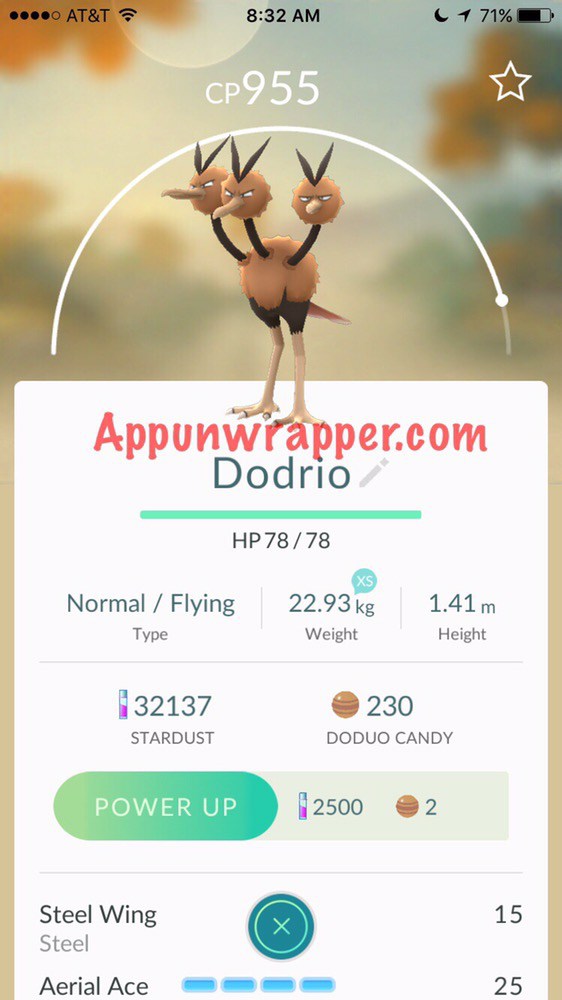 AT&T 8:32 AM 71%
CP955
Appunwrapper.com
Dodrio
HP 78 / 78
XS
Normal / Flying 22.93 kg 1.41 m
Type Weight Height
32137 230
STARDUST DODUO CANDY
POWER UP 2500 2
Steel Wing 15
Steel
Aerial Ace 25